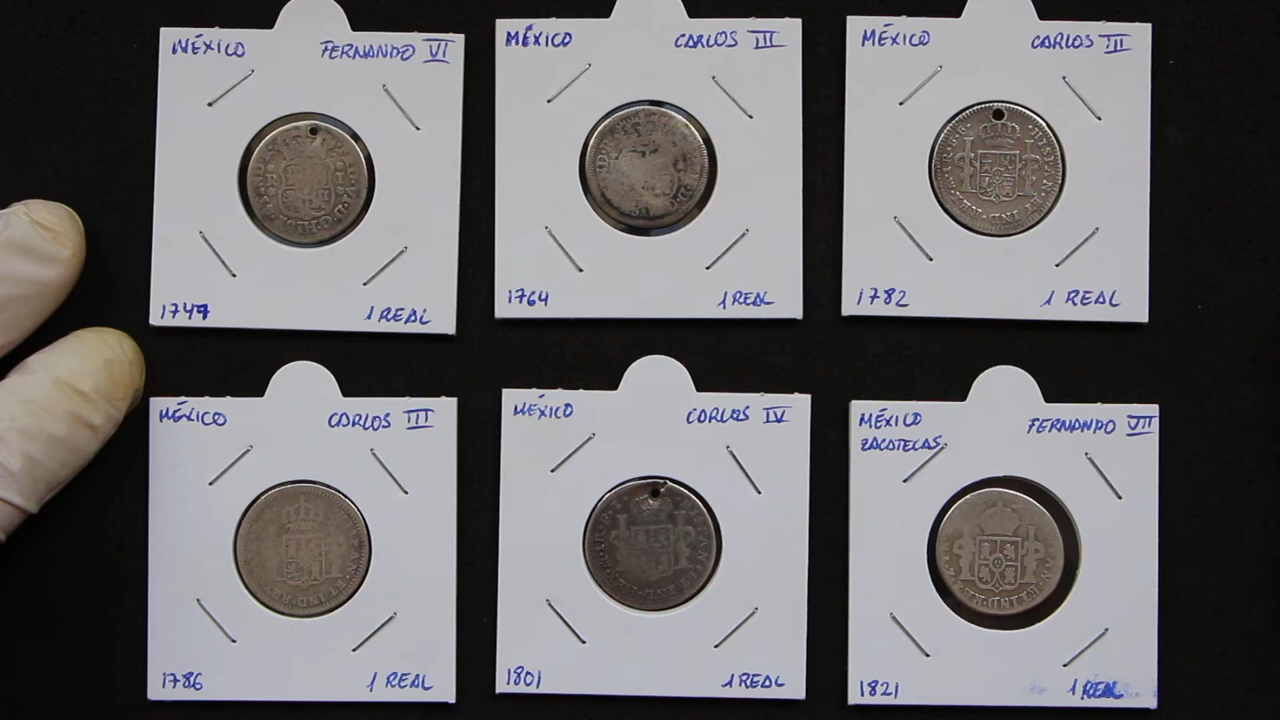 MÉXICO FERNANDO VI
1747 1 REAL
MÉXICO CARLOS III
1764 1 REAL
MÉXICO CARLOS III
1782 1 REAL
MÉXICO CARLOS III
1786 1 REAL
MÉXICO CARLOS IV
1801 1 REAL
MÉXICO FERNANDO VII
ZACATECAS
1821 1 REAL